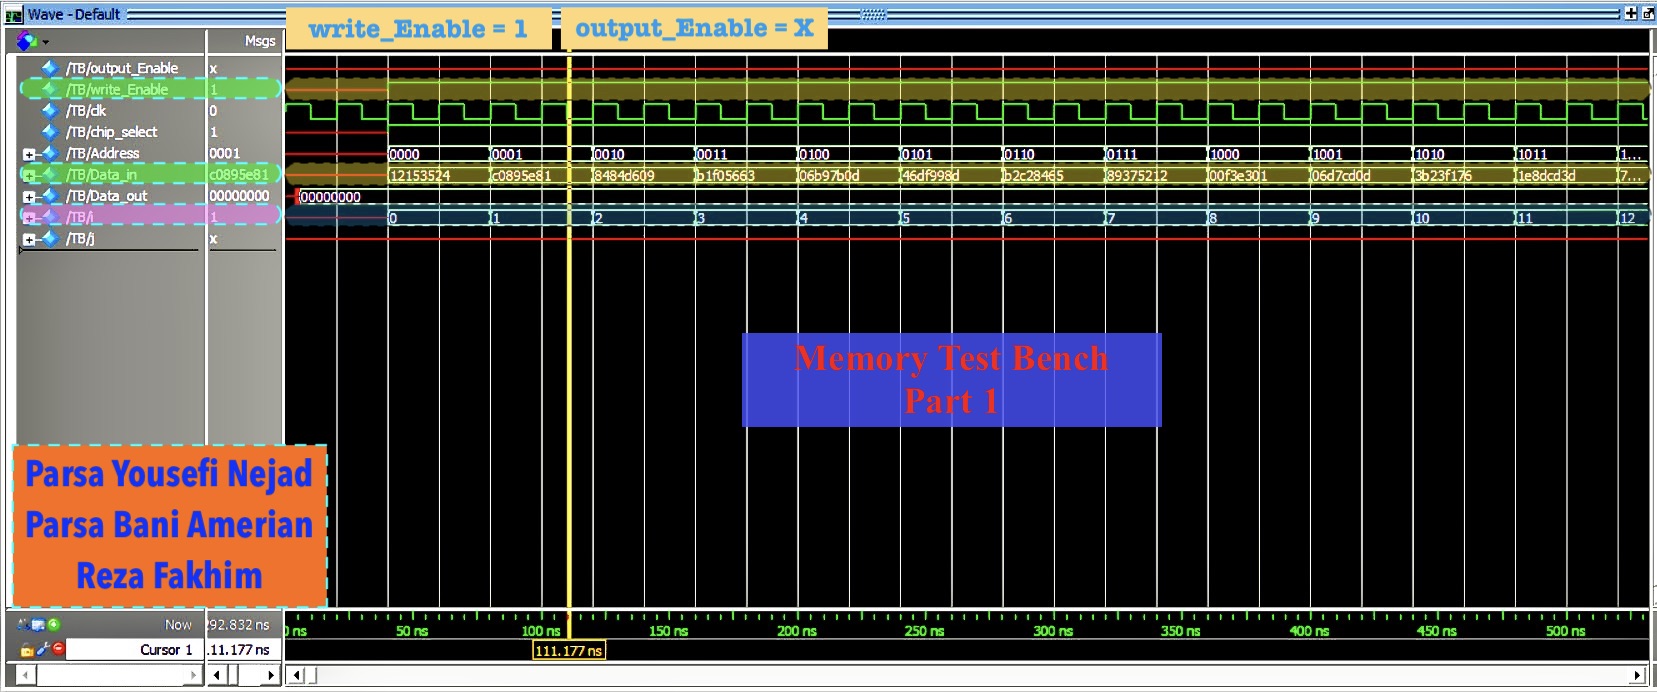 Wave - Default
write_Enable = 1
output_Enable = X
Msgs
/TB/output_Enable x
/TB/write_Enable 1
/TB/clk 0
/TB/chip_select 1
/TB/Address 0001 0000 0001 0010 0011 0100 0101 0110 0111 1000 1001 1010 1011 1...
/TB/Data_in c0895e81 12153524 c0895e81 8484d609 b1f05663 06b97b0d 46df998d b2c28465 89375212 00f3e301 06d7cd0d 3b23f176 1e8dcd3d 7...
/TB/Data_out 00000000 00000000
/TB/i 1 0 1 2 3 4 5 6 7 8 9 10 11 12
/TB/j x
Memory Test Bench
Part 1
Parsa Yousefi Nejad
Parsa Bani Amerian
Reza Fakhim
Now 292.832 ns
ns 50 ns 100 ns 150 ns 200 ns 250 ns 300 ns 350 ns 400 ns 450 ns 500 ns
Cursor 1 .11.177 ns
111.177 ns